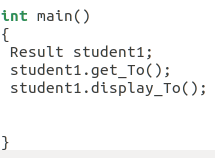 int main()
{
Result student1;
student1.get_To();
student1.display_To();
}